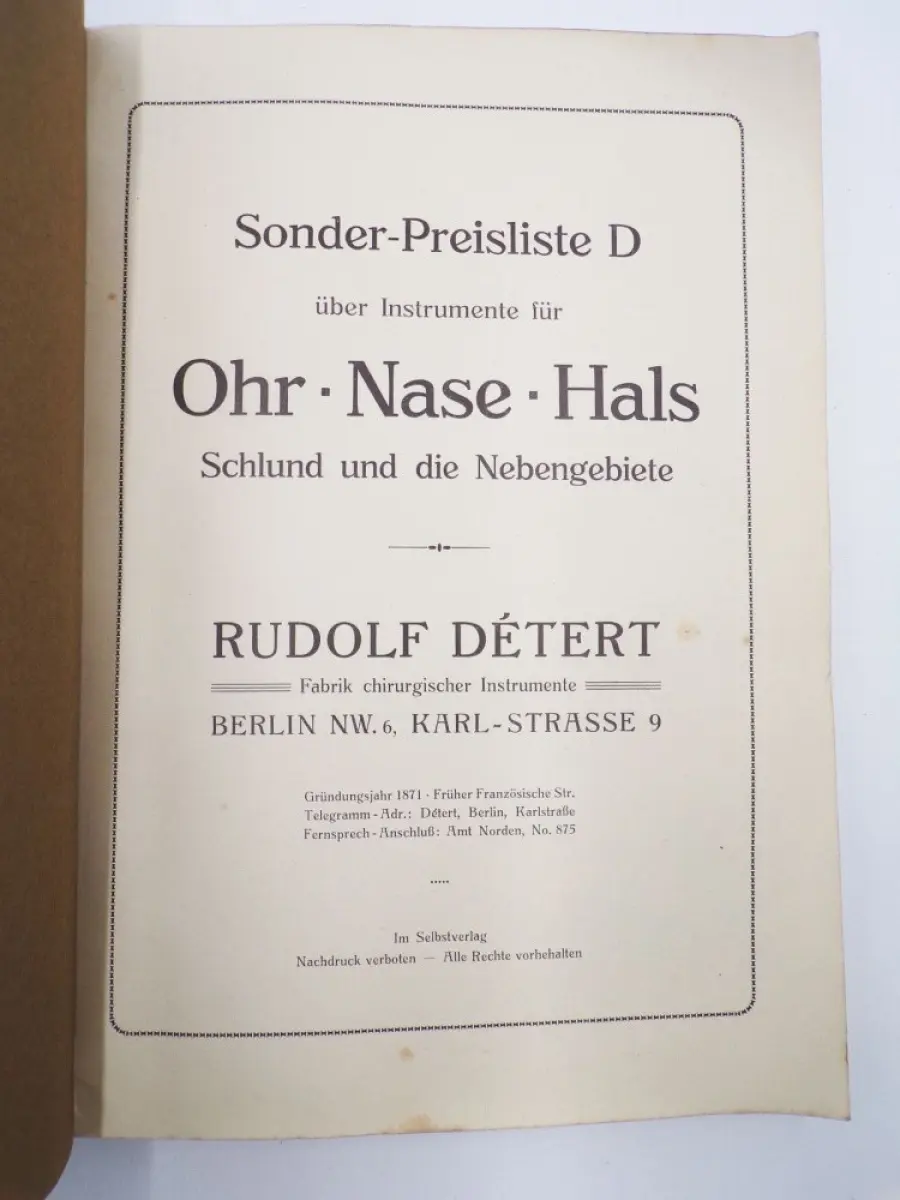 Sonder-Preisliste D
über Instrumente für
Ohr · Nase · Hals
Schlund und die Nebengebiete
RUDOLF DÉTERT
Fabrik chirurgischer Instrumente
BERLIN NW. 6, KARL-STRASSE 9
Gründungsjahr 1871 · Früher Französische Str.
Telegramm-Adr.: Détert, Berlin, Karlstraße
Fernsprech-Anschluß: Amt Norden, No. 875
Im Selbstverlag
Nachdruck verboten — Alle Rechte vorbehalten